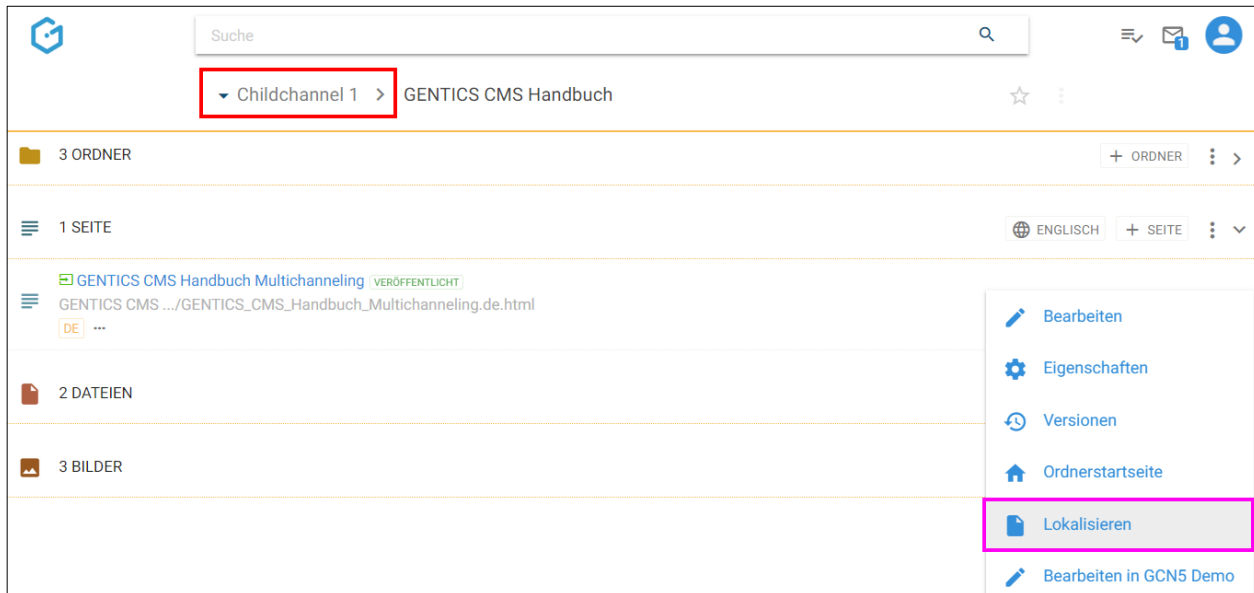 Suche
1
Childchannel 1 > GENTICS CMS Handbuch
3 ORDNER
+ ORDNER
1 SEITE
ENGLISCH
+ SEITE
GENTICS CMS Handbuch Multichanneling VERÖFFENTLICHT
GENTICS CMS .../GENTICS_CMS_Handbuch_Multichanneling.de.html
DE ...
2 DATEIEN
3 BILDER
Bearbeiten
Eigenschaften
Versionen
Ordnerstartseite
Lokalisieren
Bearbeiten in GCN5 Demo